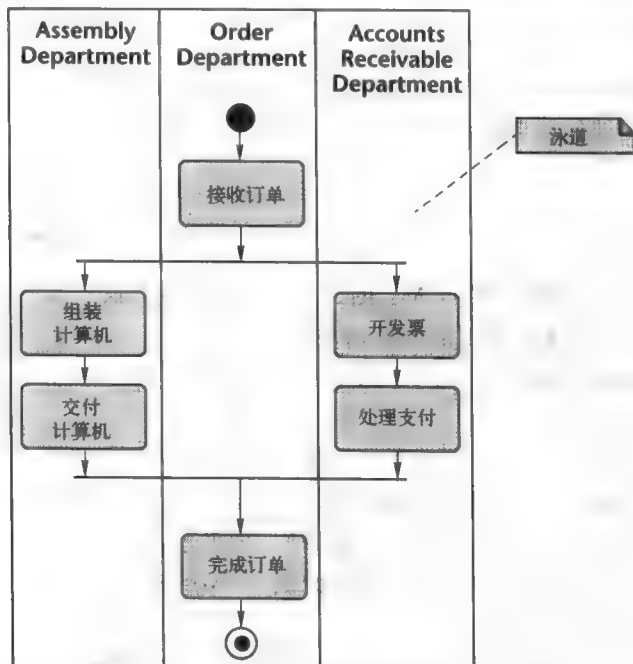 Assembly
Department
Order
Department
Accounts
Receivable
Department
泳道
接收订单
组装
计算机
开发票
交付
计算机
处理支付
完成订单